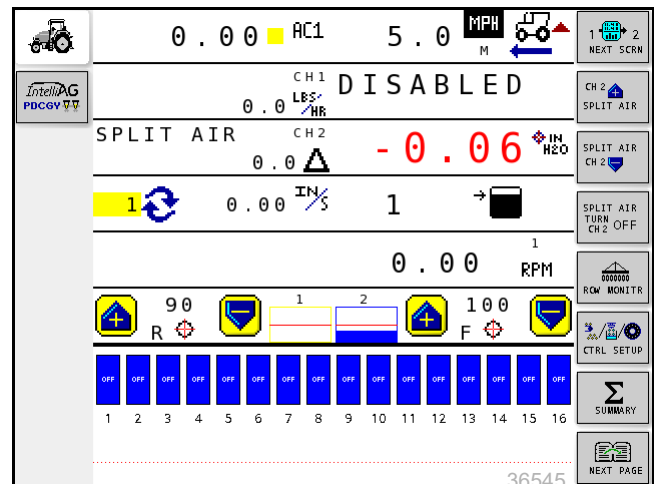 0.00 AC1 5.0 MPH
M
1 2
NEXT SCRN
IntelliAG
PDCGY
CH1 DISABLED
0.0 LBS/HR
CH 2
SPLIT AIR
SPLIT AIR CH2
0.0 Δ -0.06 IN H2O
SPLIT AIR
CH 2
1 0.00 IN/S 1
SPLIT AIR
TURN
CH2 OFF
1
0.00 RPM
ROW MONITR
90 1 2 100
R F
CTRL SETUP
OFF OFF OFF OFF OFF OFF OFF OFF OFF OFF OFF OFF OFF OFF OFF OFF
1 2 3 4 5 6 7 8 9 10 11 12 13 14 15 16
Σ
SUMMARY
NEXT PAGE
36545